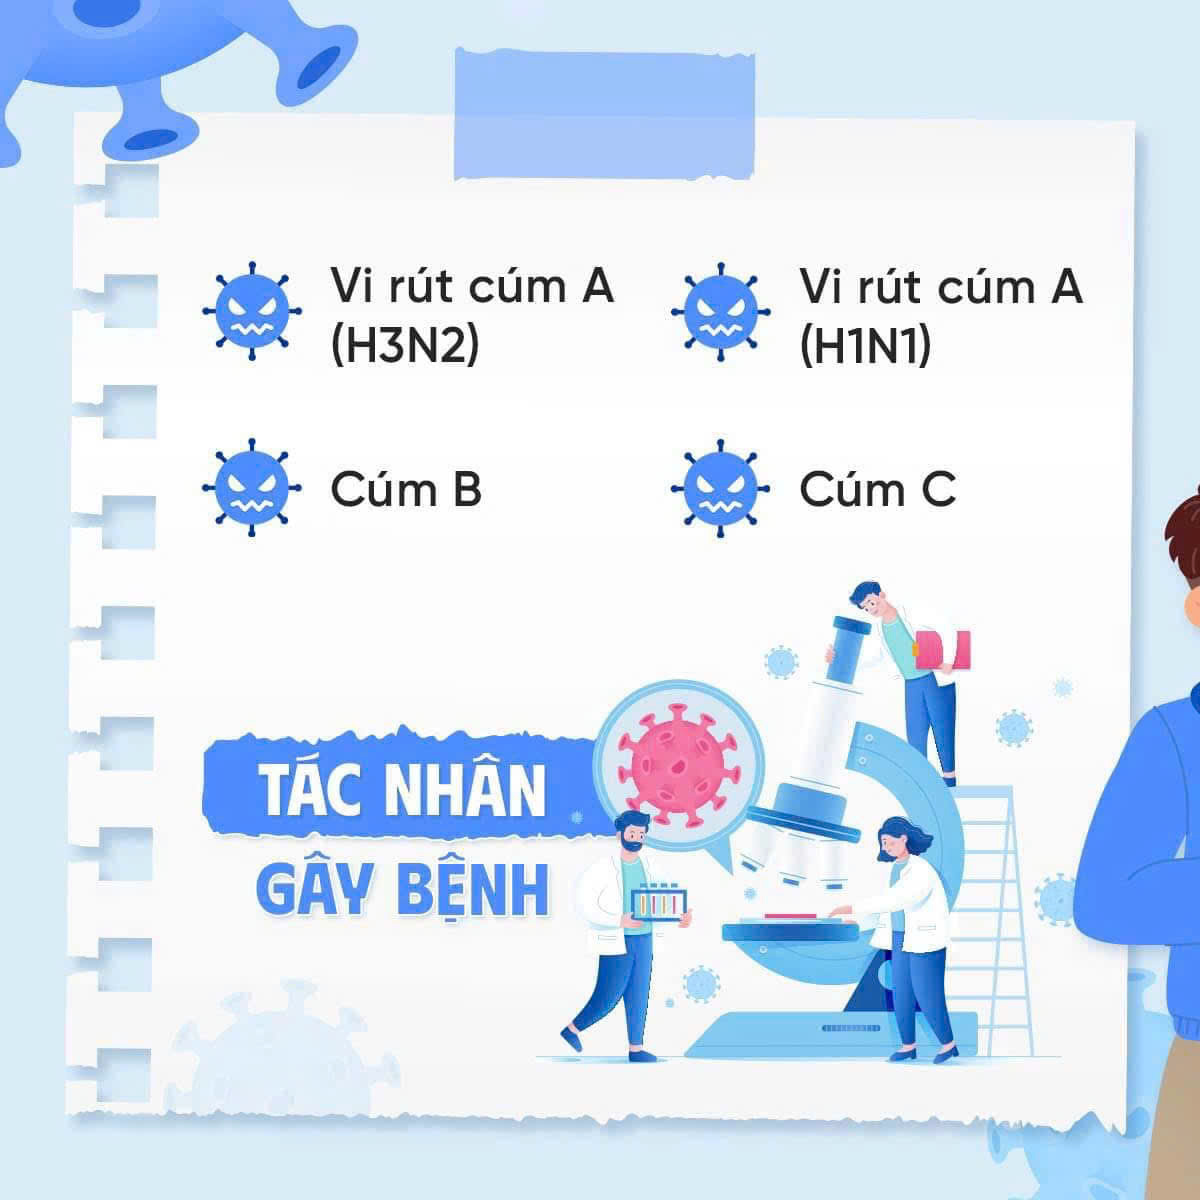 Vi rút cúm A
(H3N2)
Vi rút cúm A
(H1N1)
Cúm B
Cúm C
TÁC NHÂN
GÂY BỆNH